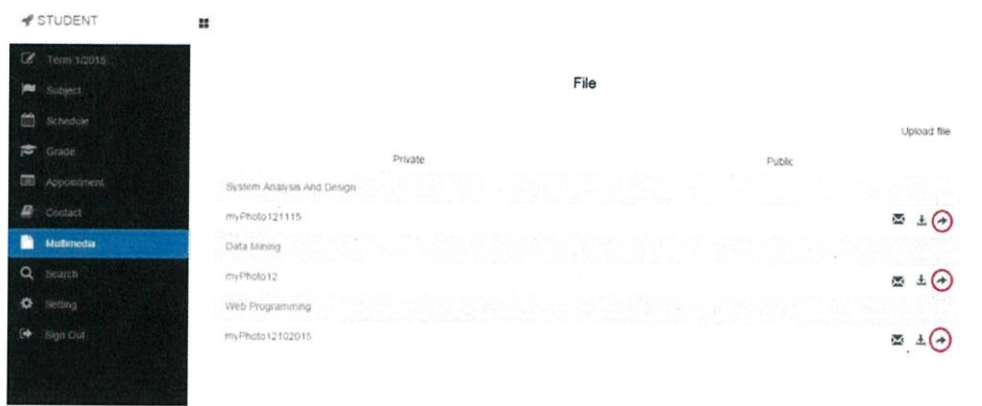 STUDENT
Term 1/2015
Subject
Schedule
Grade
Appointment
Contact
Multimedia
Search
Setting
Sign Out
File
Upload file
Private Public
System Analysis And Design
myPhoto121115
Data Mining
myPhoto12
Web Programming
myPhoto12102015